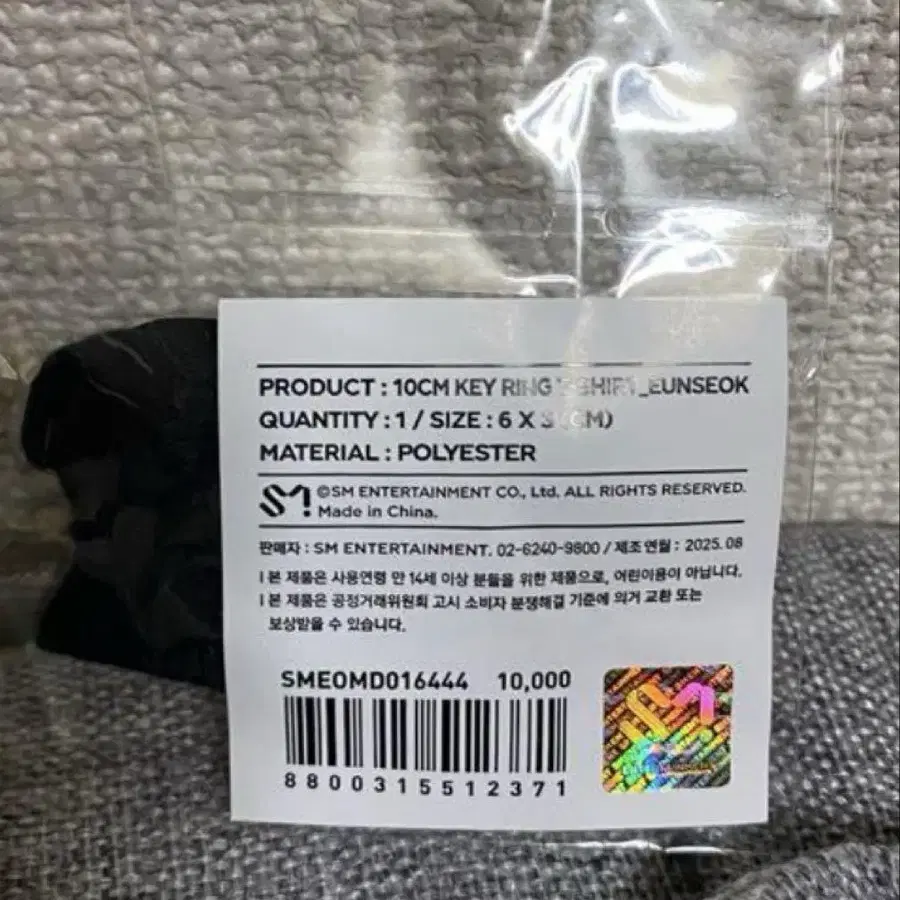 PRODUCT : 10CM KEY RING T-SHIRT_EUNSEOK
QUANTITY : 1 / SIZE : 6 X 3 (CM)
MATERIAL : POLYESTER
SM ©SM ENTERTAINMENT CO., Ltd. ALL RIGHTS RESERVED.
Made in China.
판매자 : SM ENTERTAINMENT. 02-6240-9800 / 제조연월 : 2025.08
I 본 제품은 사용연령 만 14세 이상 분들을 위한 제품으로, 어린이용이 아닙니다.
I 본 제품은 공정거래위원회 고시 소비자 분쟁해결 기준에 의거 교환 또는
보상받을 수 있습니다.
SMEOMD016444 10,000
8800315512371
SM